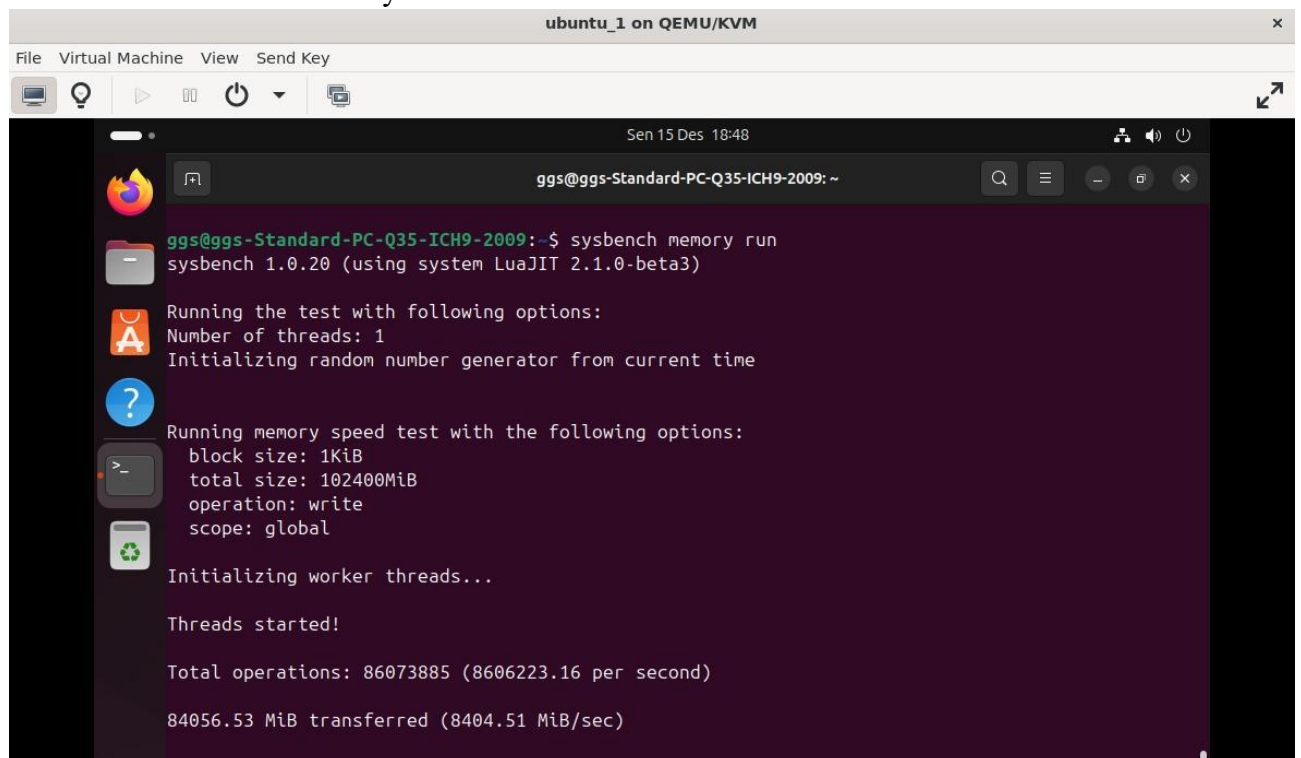 ubuntu_1 on QEMU/KVM
File Virtual Machine View Send Key
Sen 15 Des 18:48
ggs@ggs-Standard-PC-Q35-ICH9-2009: ~
ggs@ggs-Standard-PC-Q35-ICH9-2009:~$ sysbench memory run
sysbench 1.0.20 (using system LuaJIT 2.1.0-beta3)
Running the test with following options:
Number of threads: 1
Initializing random number generator from current time
Running memory speed test with the following options:
block size: 1KiB
total size: 102400MiB
operation: write
scope: global
Initializing worker threads...
Threads started!
Total operations: 86073885 (8606223.16 per second)
84056.53 MiB transferred (8404.51 MiB/sec)